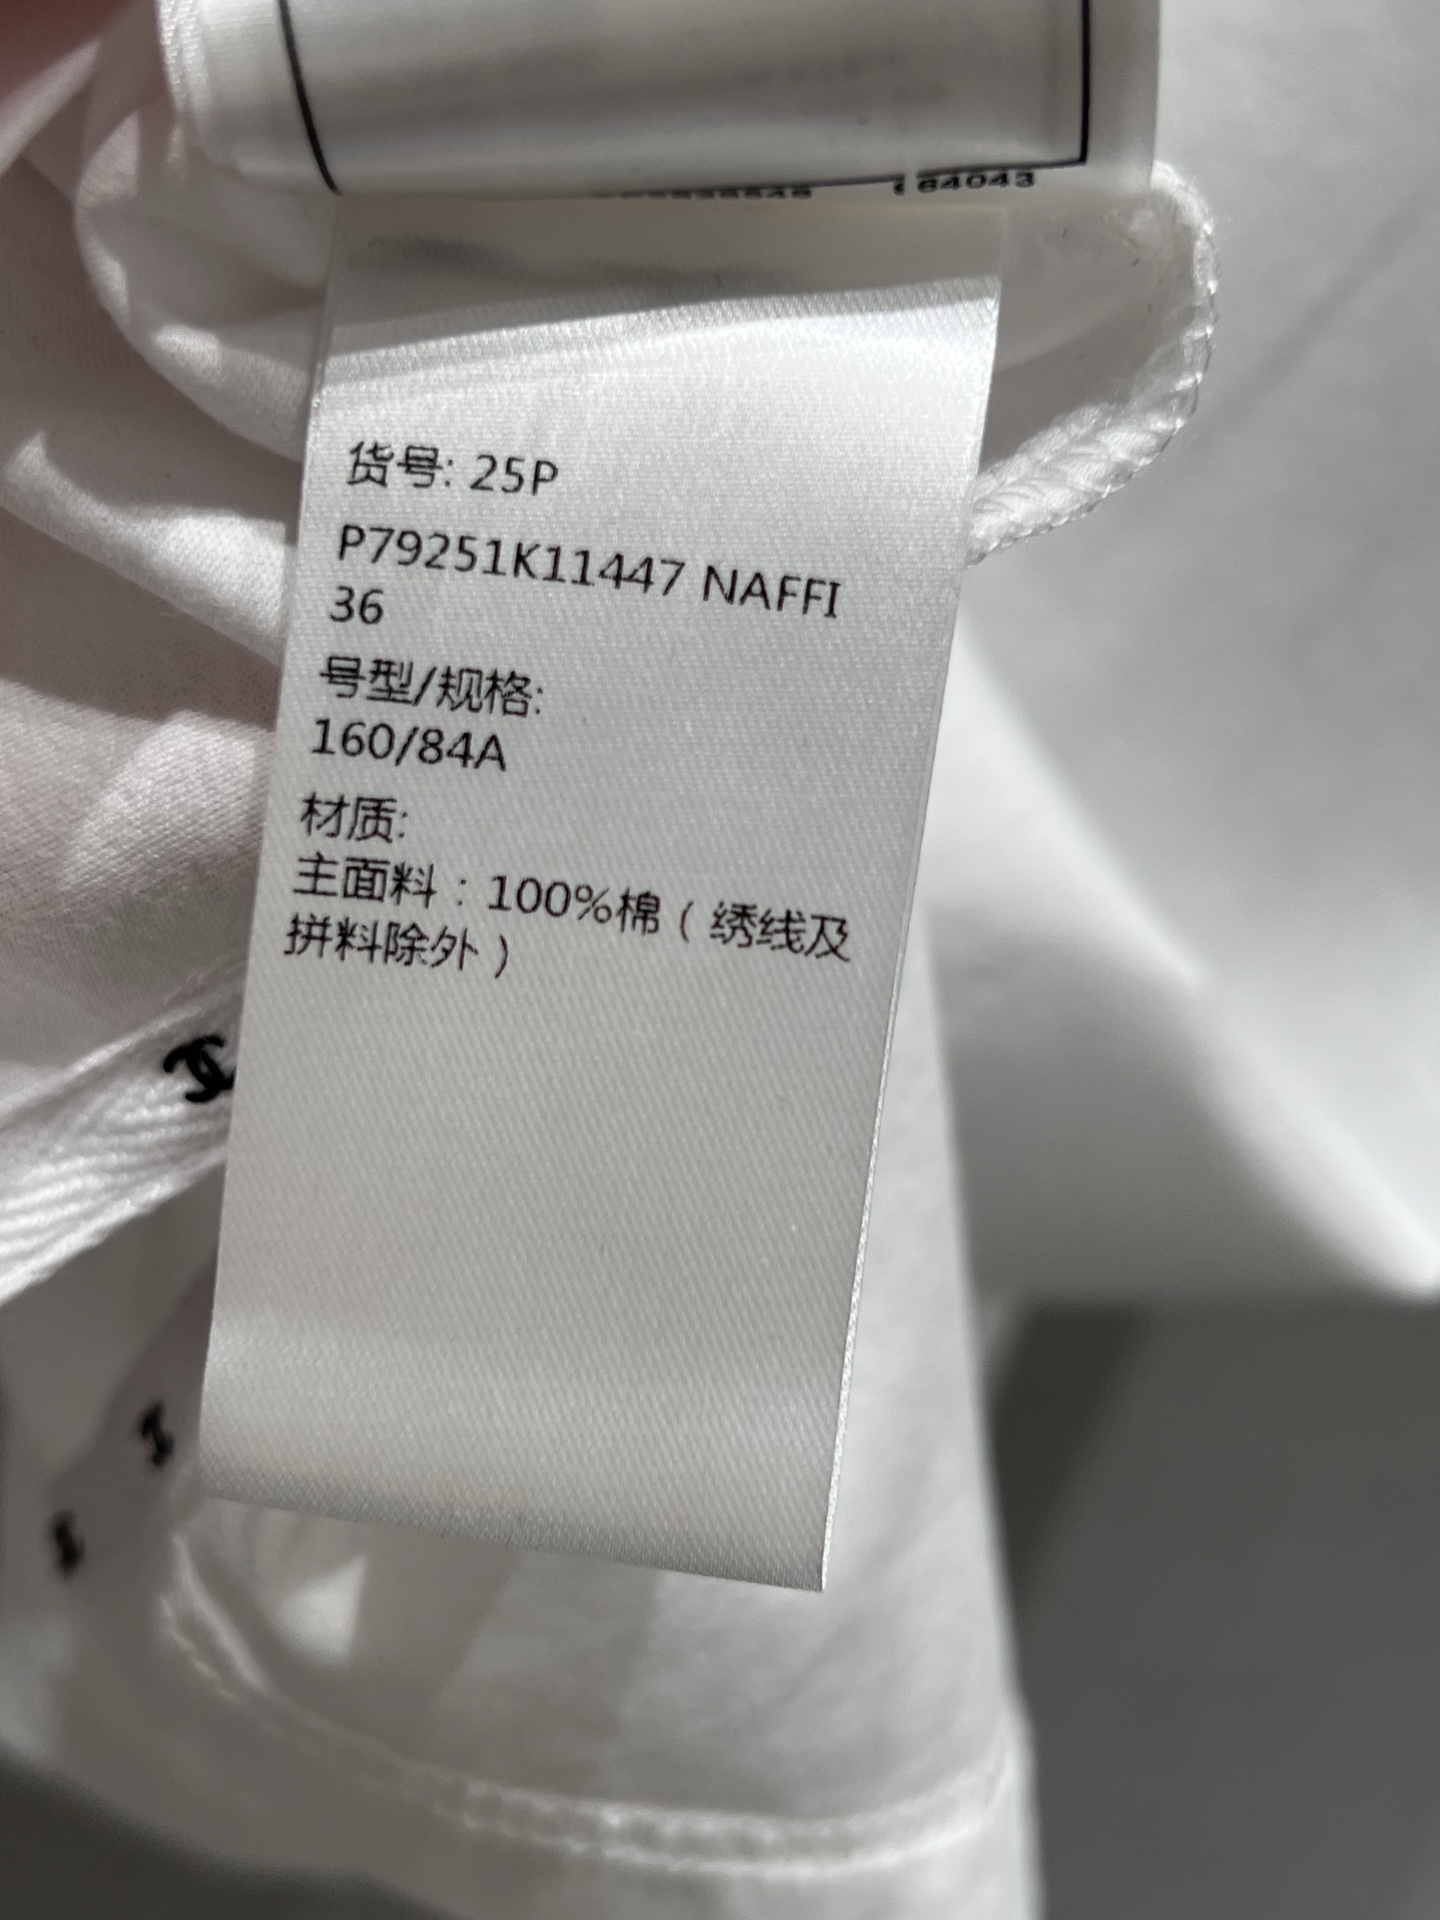 184043
货号: 25P
P79251K11447 NAFFI
36
号型/规格:
160/84A
材质:
主面料：100%棉（绣线及
拼料除外）